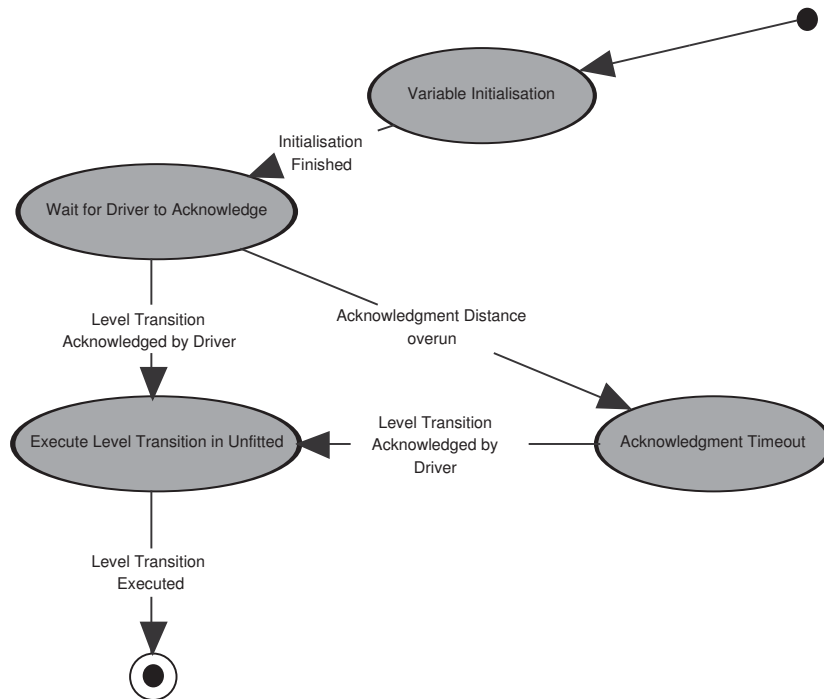 Variable Initialisation
Initialisation
Finished
Wait for Driver to Acknowledge
Level Transition
Acknowledged by Driver
Acknowledgment Distance
overun
Execute Level Transition in Unfitted
Level Transition
Acknowledged by
Driver
Acknowledgment Timeout
Level Transition
Executed